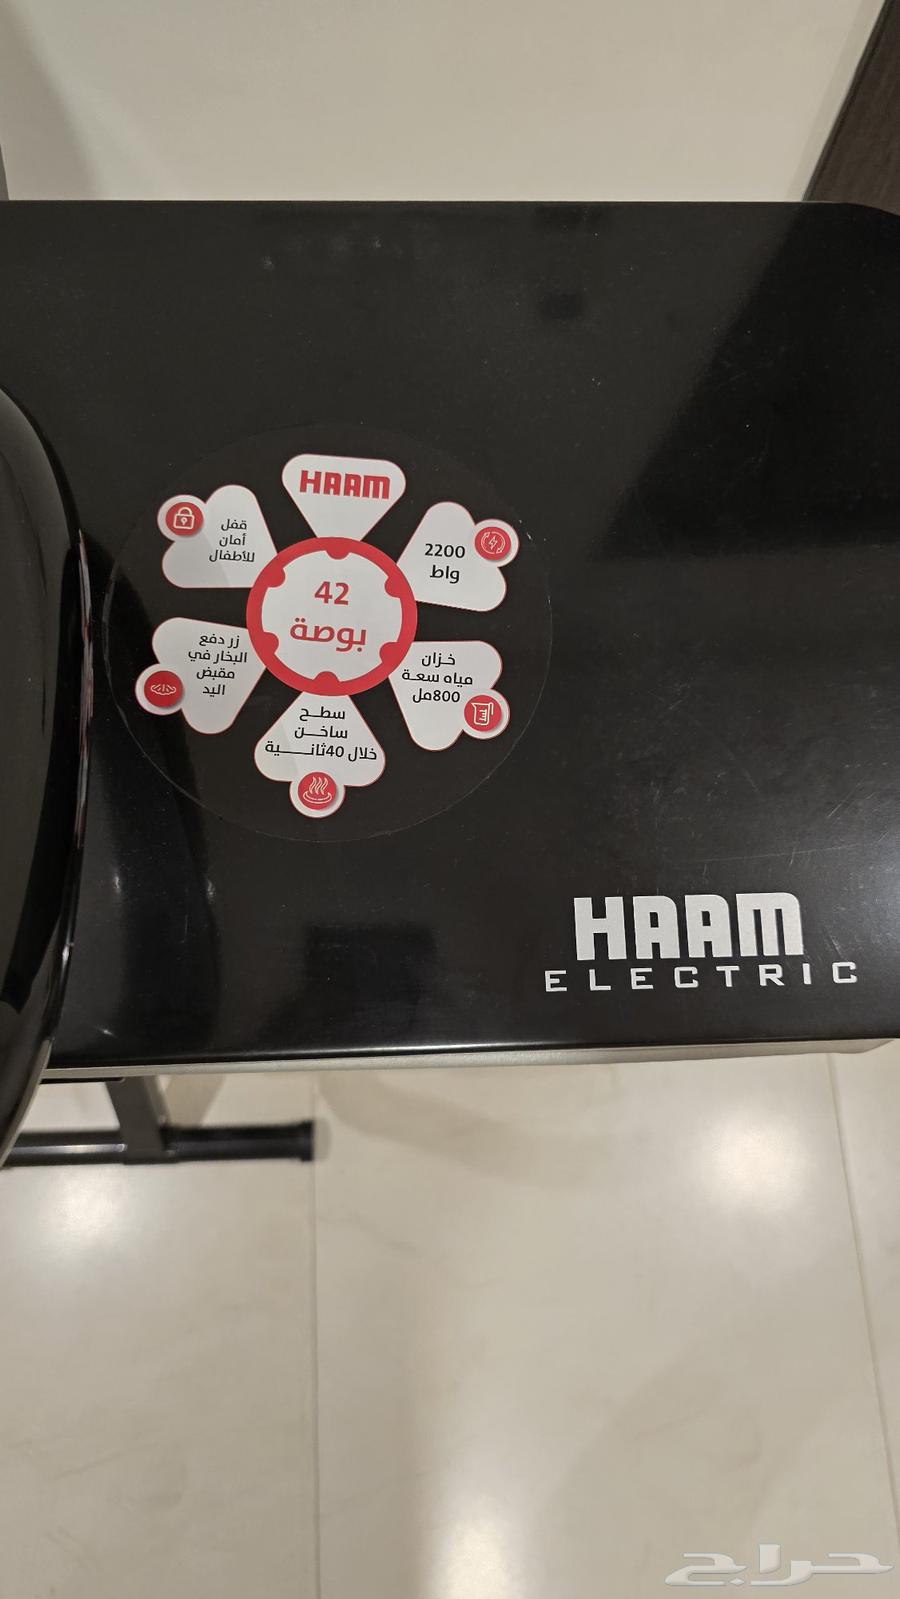 HAAM
2200
واط
خزان
مياه سعة
800مل
سطح
ساخن
خلال 40ثانية
زر دفع
البخار في
مقبض
اليد
قفل
أمان
للأطفال
42
بوصة
HAAM
ELECTRIC
حراج